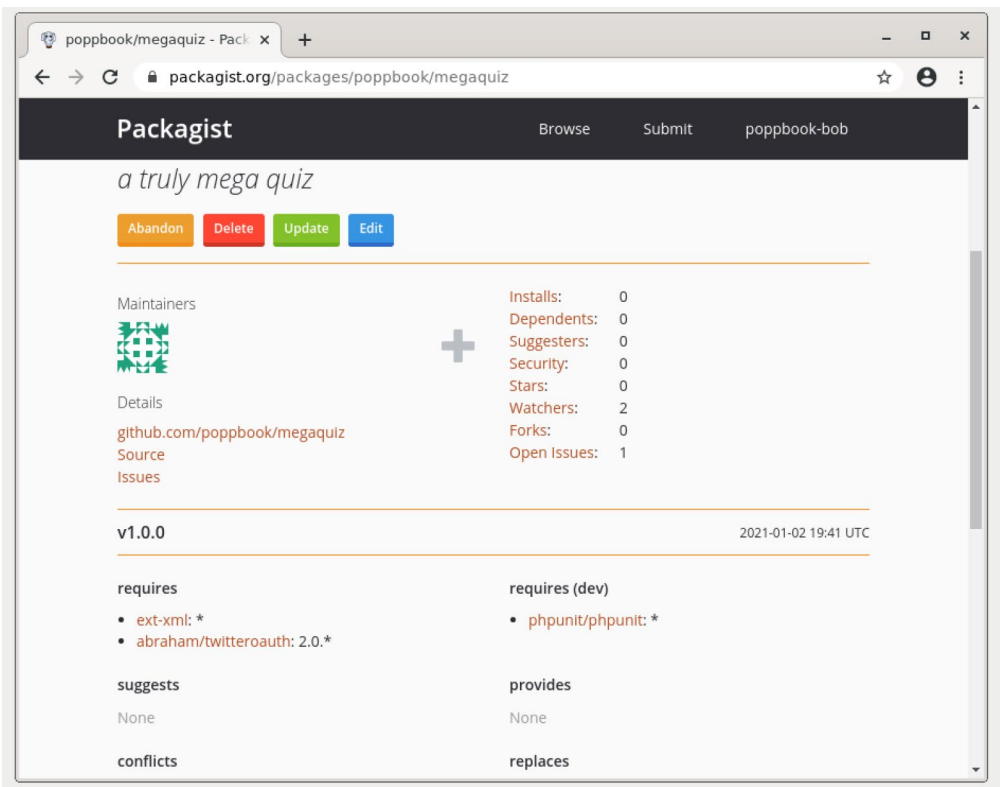 poppbook/megaquiz - Pack
packagist.org/packages/poppbook/megaquiz
Packagist
Browse
Submit
poppbook-bob
a truly mega quiz
Abandon
Delete
Update
Edit
Maintainers
Details
github.com/poppbook/megaquiz
Source
Issues
Installs: 0
Dependents: 0
Suggesters: 0
Security: 0
Stars: 0
Watchers: 2
Forks: 0
Open Issues: 1
v1.0.0
2021-01-02 19:41 UTC
requires
• ext-xml: *
• abraham/twitteroauth: 2.0.*
requires (dev)
• phpunit/phpunit: *
suggests
None
provides
None
conflicts
replaces